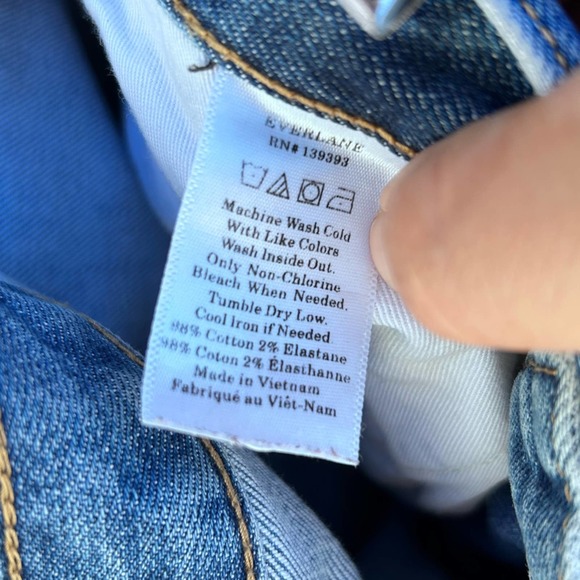 EVERLANE
RN# 139393
Machine Wash Cold
With Like Colors
Wash Inside Out.
Only Non-Chlorine
Bleach When Needed.
Tumble Dry Low.
Cool Iron if Needed
98% Cotton 2% Elastane
98% Coton 2% Élasthanne
Made in Vietnam
Fabriqué au Viêt-Nam